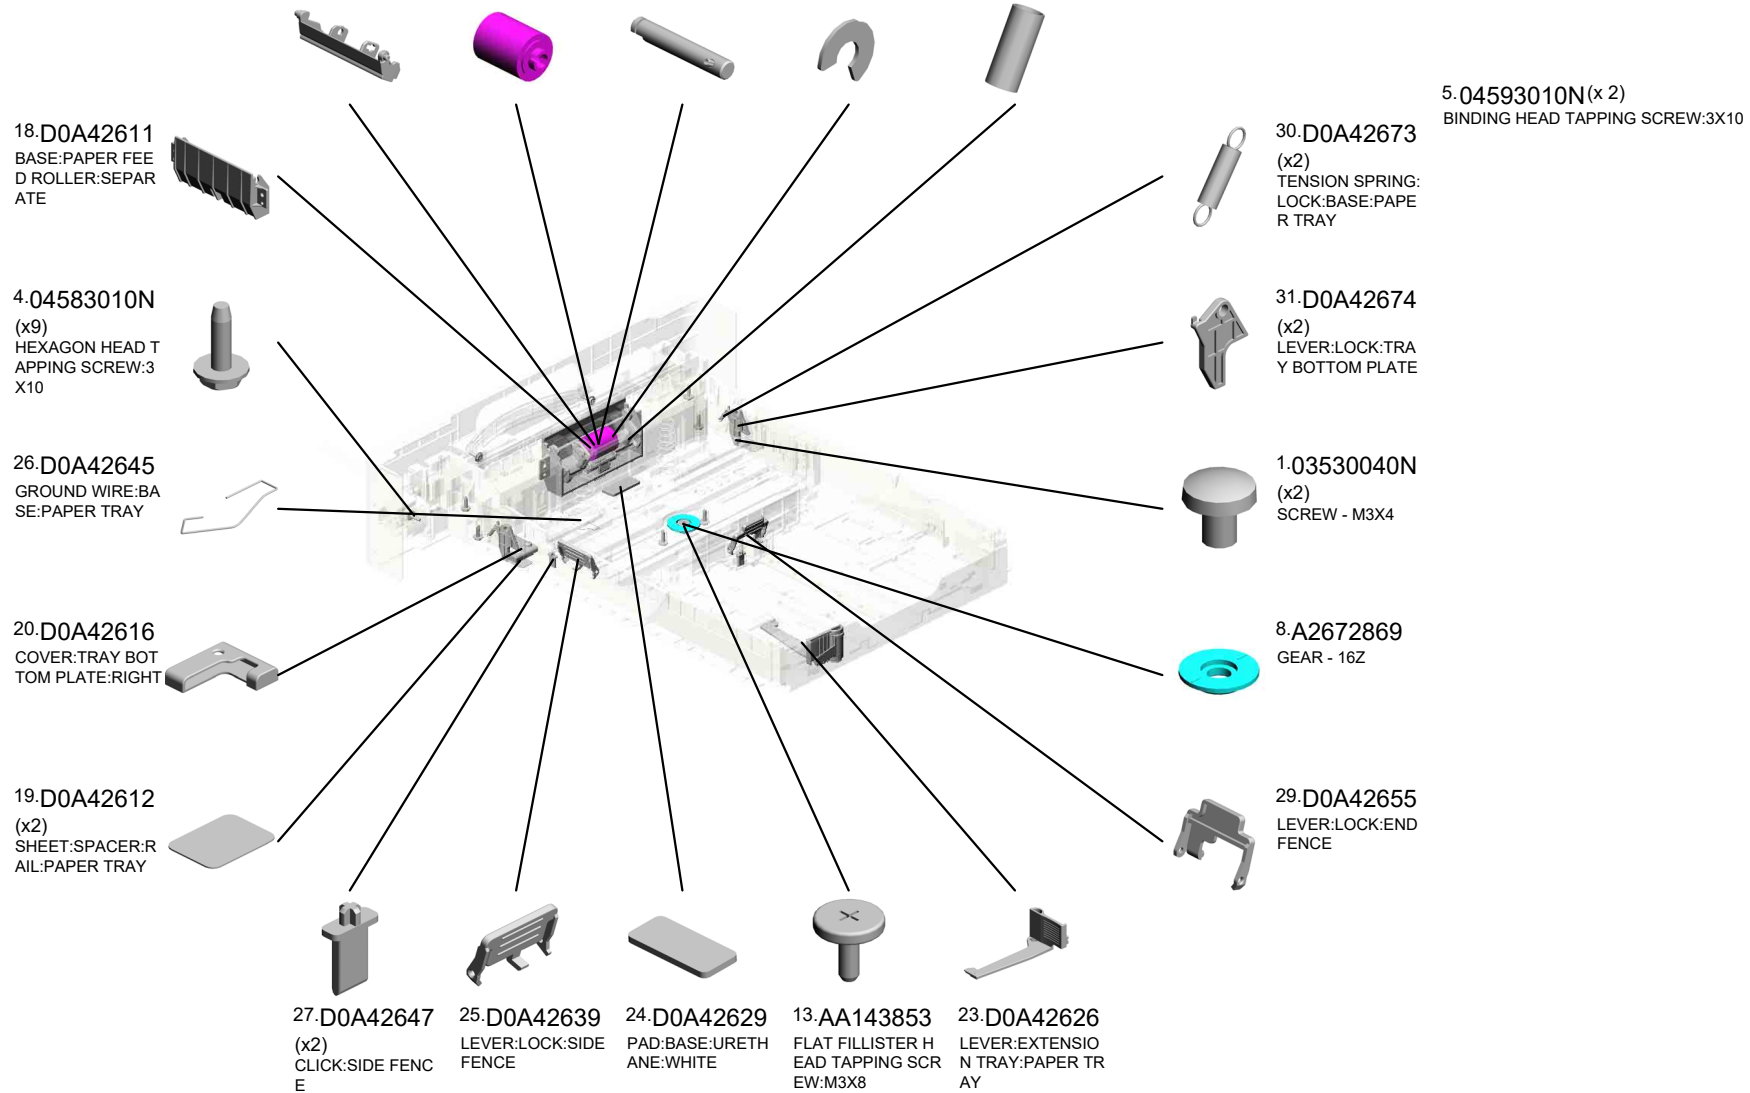 5.04593010N(x 2)
BINDING HEAD TAPPING SCREW:3X10
18.D0A42611
BASE:PAPER FEE
D ROLLER:SEPAR
ATE
30.D0A42673
(x2)
TENSION SPRING:
LOCK:BASE:PAPE
R TRAY
4.04583010N
(x9)
HEXAGON HEAD T
APPING SCREW:3
X10
31.D0A42674
(x2)
LEVER:LOCK:TRA
Y BOTTOM PLATE
26.D0A42645
GROUND WIRE:BA
SE:PAPER TRAY
1.03530040N
(x2)
SCREW - M3X4
20.D0A42616
COVER:TRAY BOT
TOM PLATE:RIGHT
8.A2672869
GEAR - 16Z
19.D0A42612
(x2)
SHEET:SPACER:R
AIL:PAPER TRAY
29.D0A42655
LEVER:LOCK:END
FENCE
27.D0A42647
(x2)
CLICK:SIDE FENC
E
25.D0A42639
LEVER:LOCK:SIDE
FENCE
24.D0A42629
PAD:BASE:URETH
ANE:WHITE
13.AA143853
FLAT FILLISTER H
EAD TAPPING SCR
EW:M3X8
23.D0A42626
LEVER:EXTENSIO
N TRAY:PAPER TR
AY